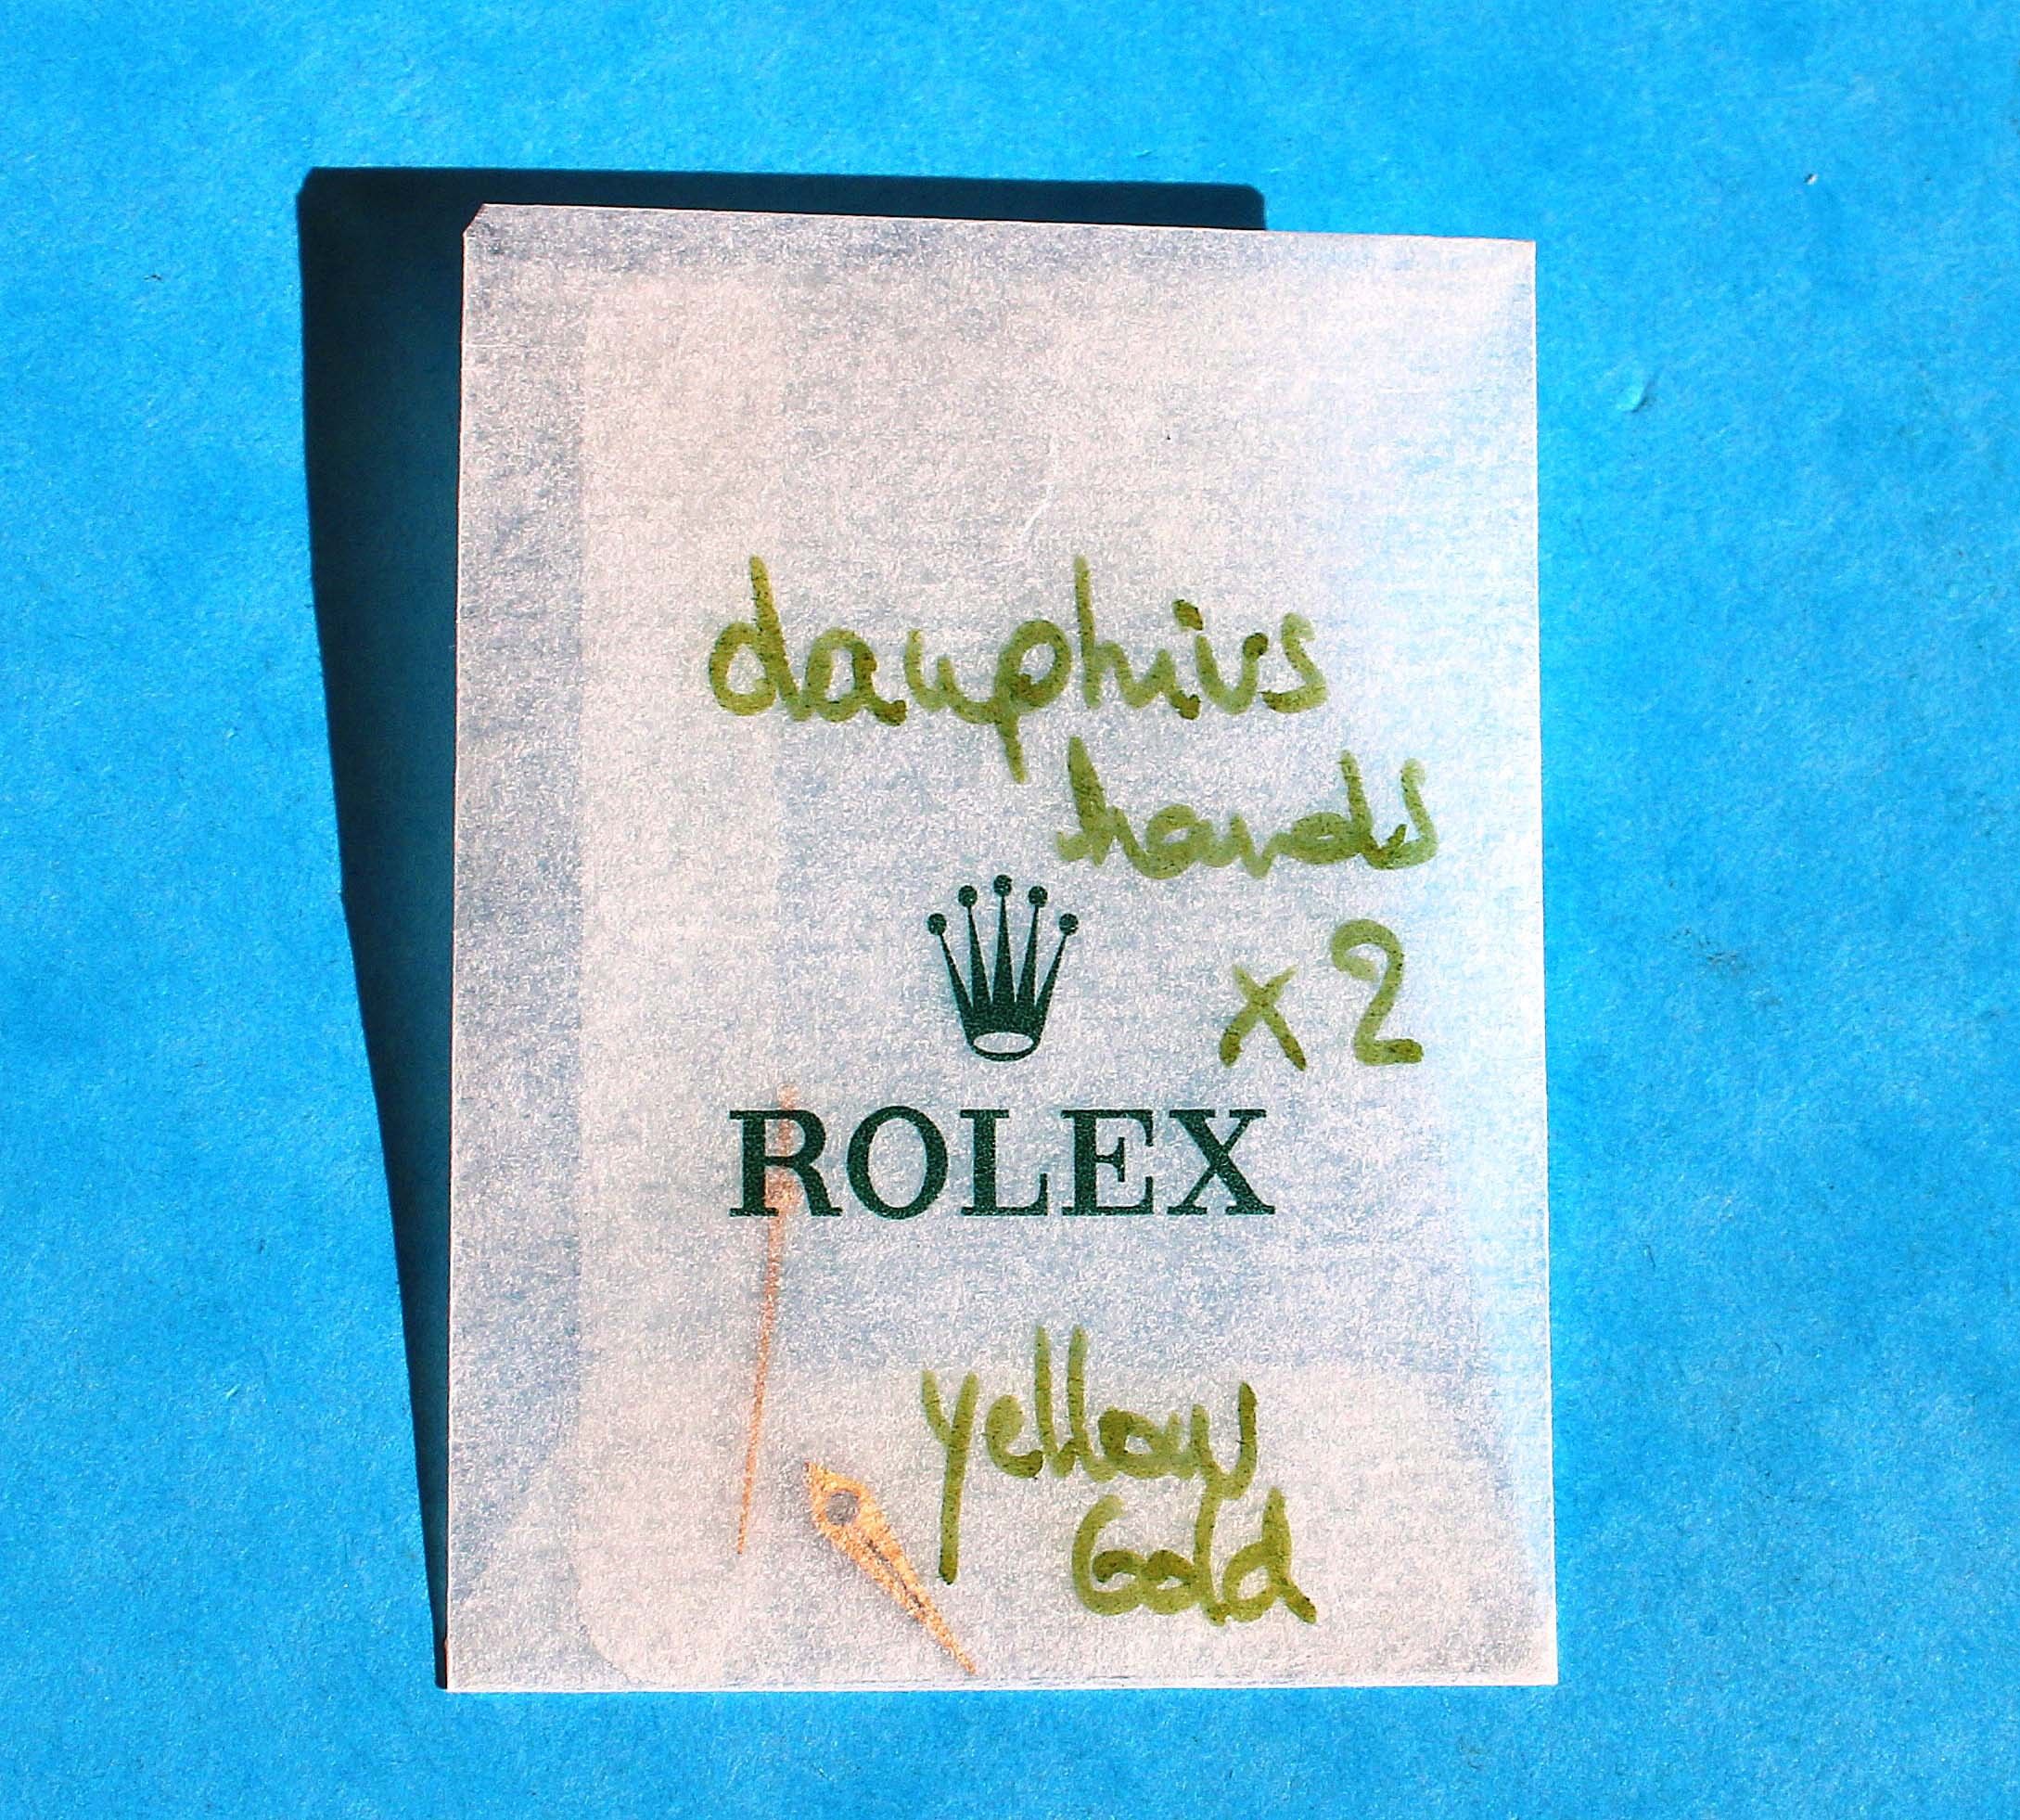 dauphins
hands
x2
ROLEX
yellow
Gold